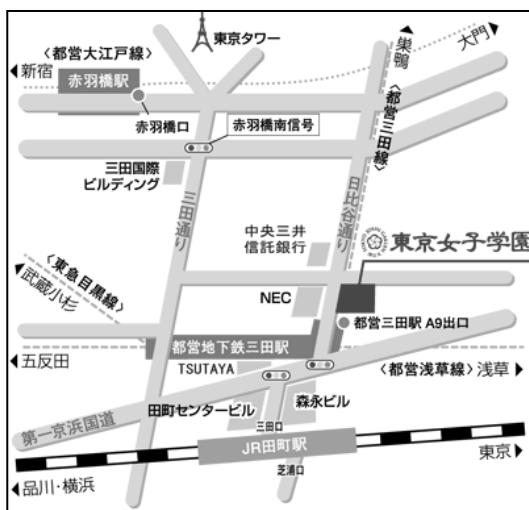 東京タワー
〈都営大江戸線〉
大門
新宿
赤羽橋駅
巣鴨
赤羽橋口
赤羽橋南信号
〈都営三田線〉
三田国際
ビルディング
三田通り
日比谷通り
中央三井
信託銀行
東京女子学園
〈東急目黒線〉
武蔵小杉
NEC
都営三田駅 A9出口
都営地下鉄三田駅
五反田
TSUTAYA
〈都営浅草線〉
浅草
田町センタービル
森永ビル
第一京浜国道
三田口
JR田町駅
東京
芝浦口
品川・横浜